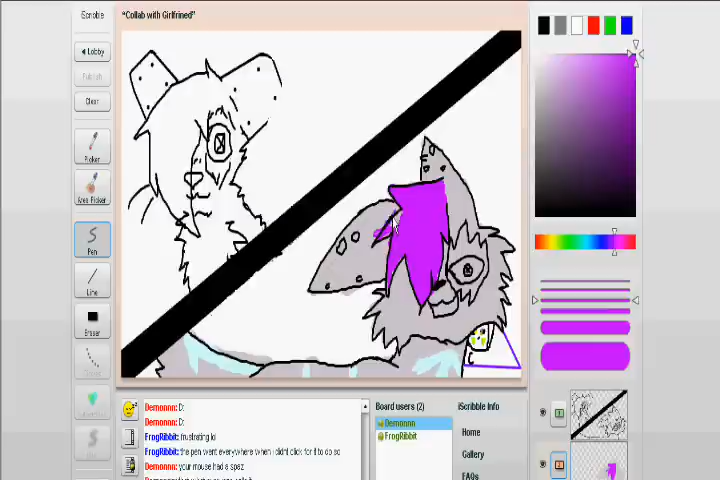 iScribble
"Collab with Girlfrined"
Lobby
Publish
Clear
Picker
Area Picker
Pen
Line
Eraser
Demonnn: D:
Demonnn: D:
FrogRibbit: frustrating lol
FrogRibbit: the pen went everywhere when i didnt click for it to do so
Demonnn: your mouse had a spaz
Board users (2)
Demonnn
FrogRibbit
iScribble Info
Home
Gallery
FAQs